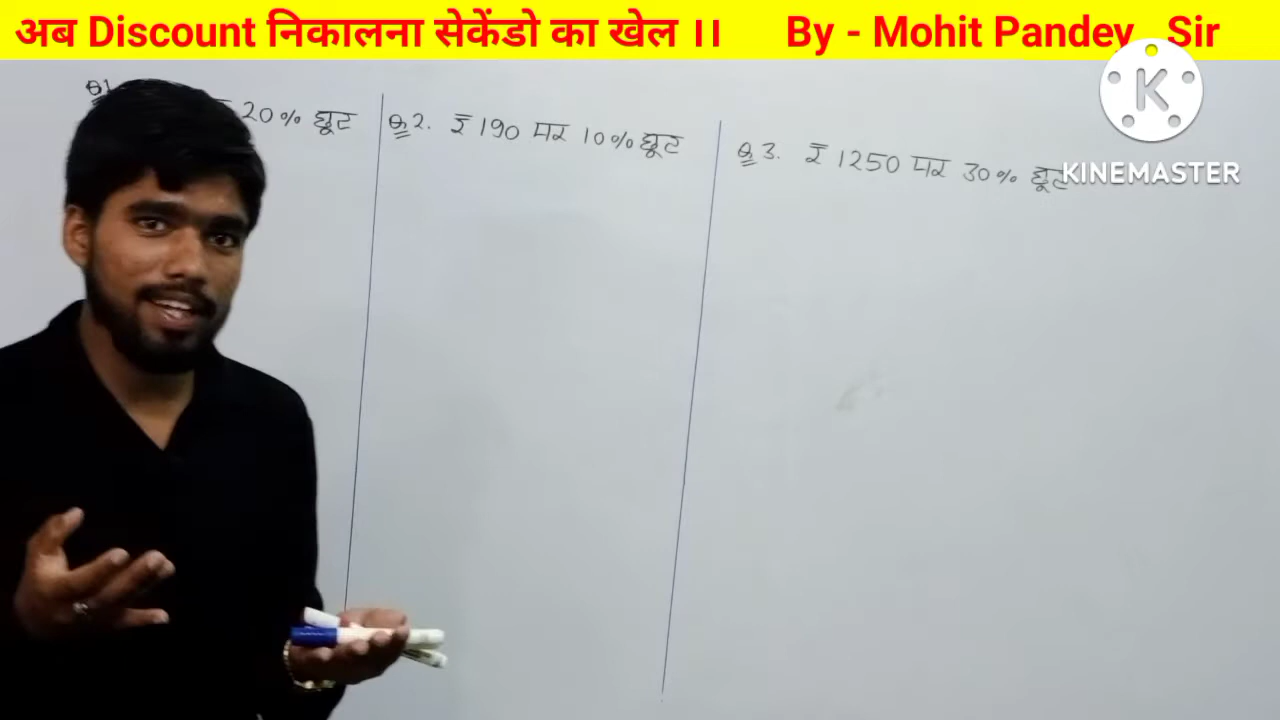 अब Discount निकालना सेकेंडो का खेल ।। By - Mohit Pandey Sir
KINEMASTER
Q1. 20% छूट
Q2. ₹190 पर 10% छूट
Q3. ₹1250 पर 30% छूट